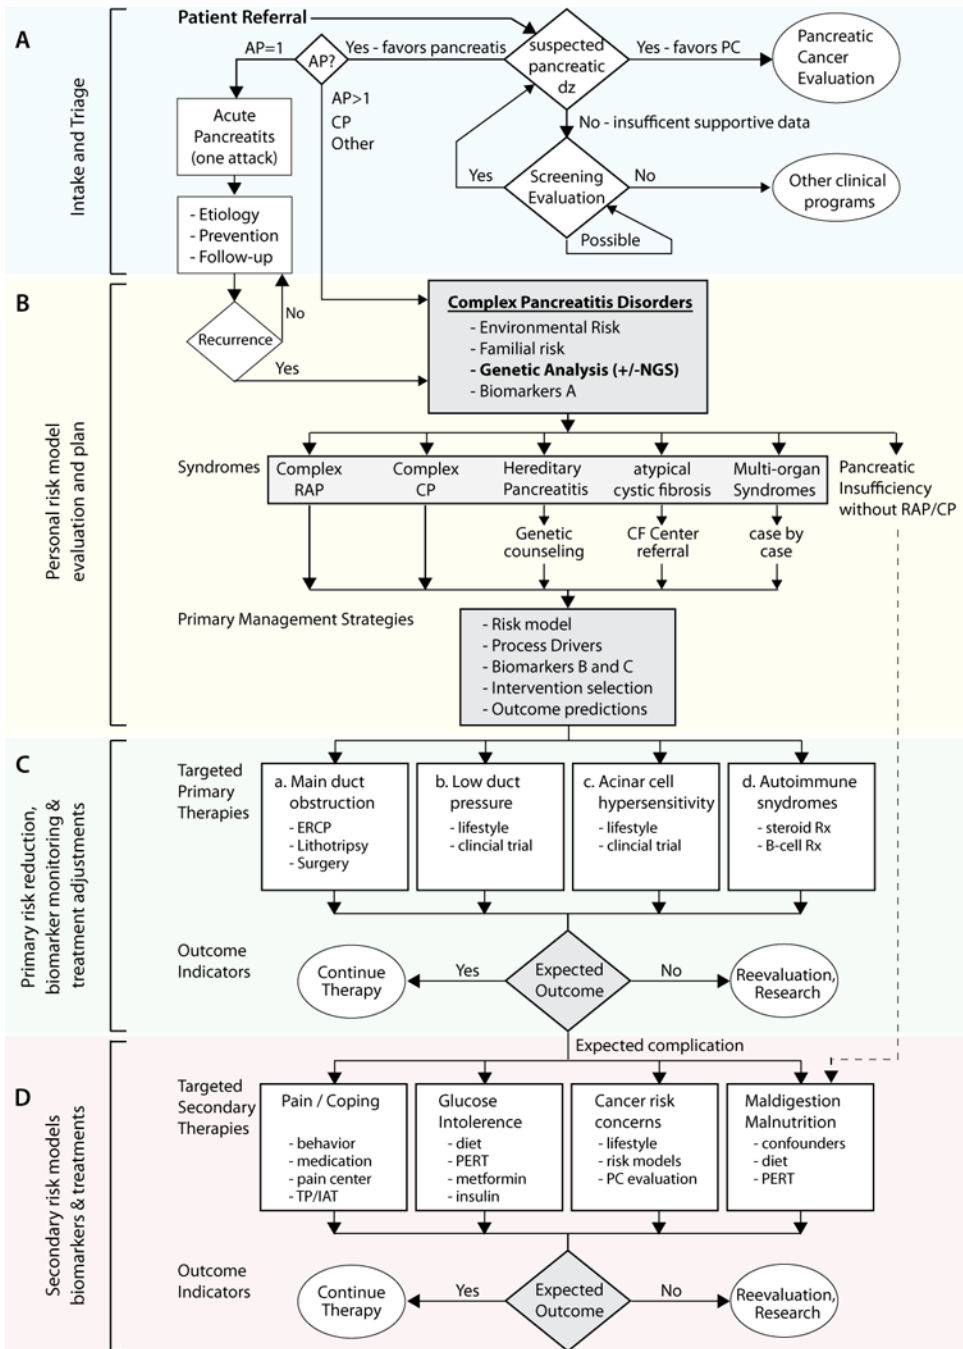 A
Intake and Triage
Patient Referral
AP=1
AP?
Yes - favors pancreatis
suspected
pancreatic
dz
Yes - favors PC
Pancreatic
Cancer
Evaluation
AP>1
CP
Other
Acute
Pancreatits
(one attack)
No - insufficent supportive data
Yes
Screening
Evaluation
No
Other clinical
programs
Possible
- Etiology
- Prevention
- Follow-up
B
Personal risk model
evaluation and plan
No
Recurrence
Yes
Complex Pancreatitis Disorders
- Environmental Risk
- Familial risk
- Genetic Analysis (+/-NGS)
- Biomarkers A
Syndromes
Complex
RAP
Complex
CP
Hereditary
Pancreatitis
atypical
cystic fibrosis
Multi-organ
Syndromes
Pancreatic
Insufficiency
without RAP/CP
Genetic
counseling
CF Center
referral
case by
case
Primary Management Strategies
- Risk model
- Process Drivers
- Biomarkers B and C
- Intervention selection
- Outcome predictions
C
Primary risk reduction,
biomarker monitoring &
treatment adjustments
Targeted
Primary
Therapies
a. Main duct
obstruction
- ERCP
- Lithotripsy
- Surgery
b. Low duct
pressure
- lifestyle
- clincial trial
c. Acinar cell
hypersensitivity
- lifestyle
- clincial trial
d. Autoimmune
snydromes
- steroid Rx
- B-cell Rx
Outcome
Indicators
Continue
Therapy
Yes
Expected
Outcome
No
Reevaluation,
Research
Expected complication
D
Secondary risk models
biomarkers & treatments
Targeted
Secondary
Therapies
Pain / Coping
- behavior
- medication
- pain center
- TP/IAT
Glucose
Intolerence
- diet
- PERT
- metformin
- insulin
Cancer risk
concerns
- lifestyle
- risk models
- PC evaluation
Maldigestion
Malnutrition
- confounders
- diet
- PERT
Outcome
Indicators
Continue
Therapy
Yes
Expected
Outcome
No
Reevaluation,
Research